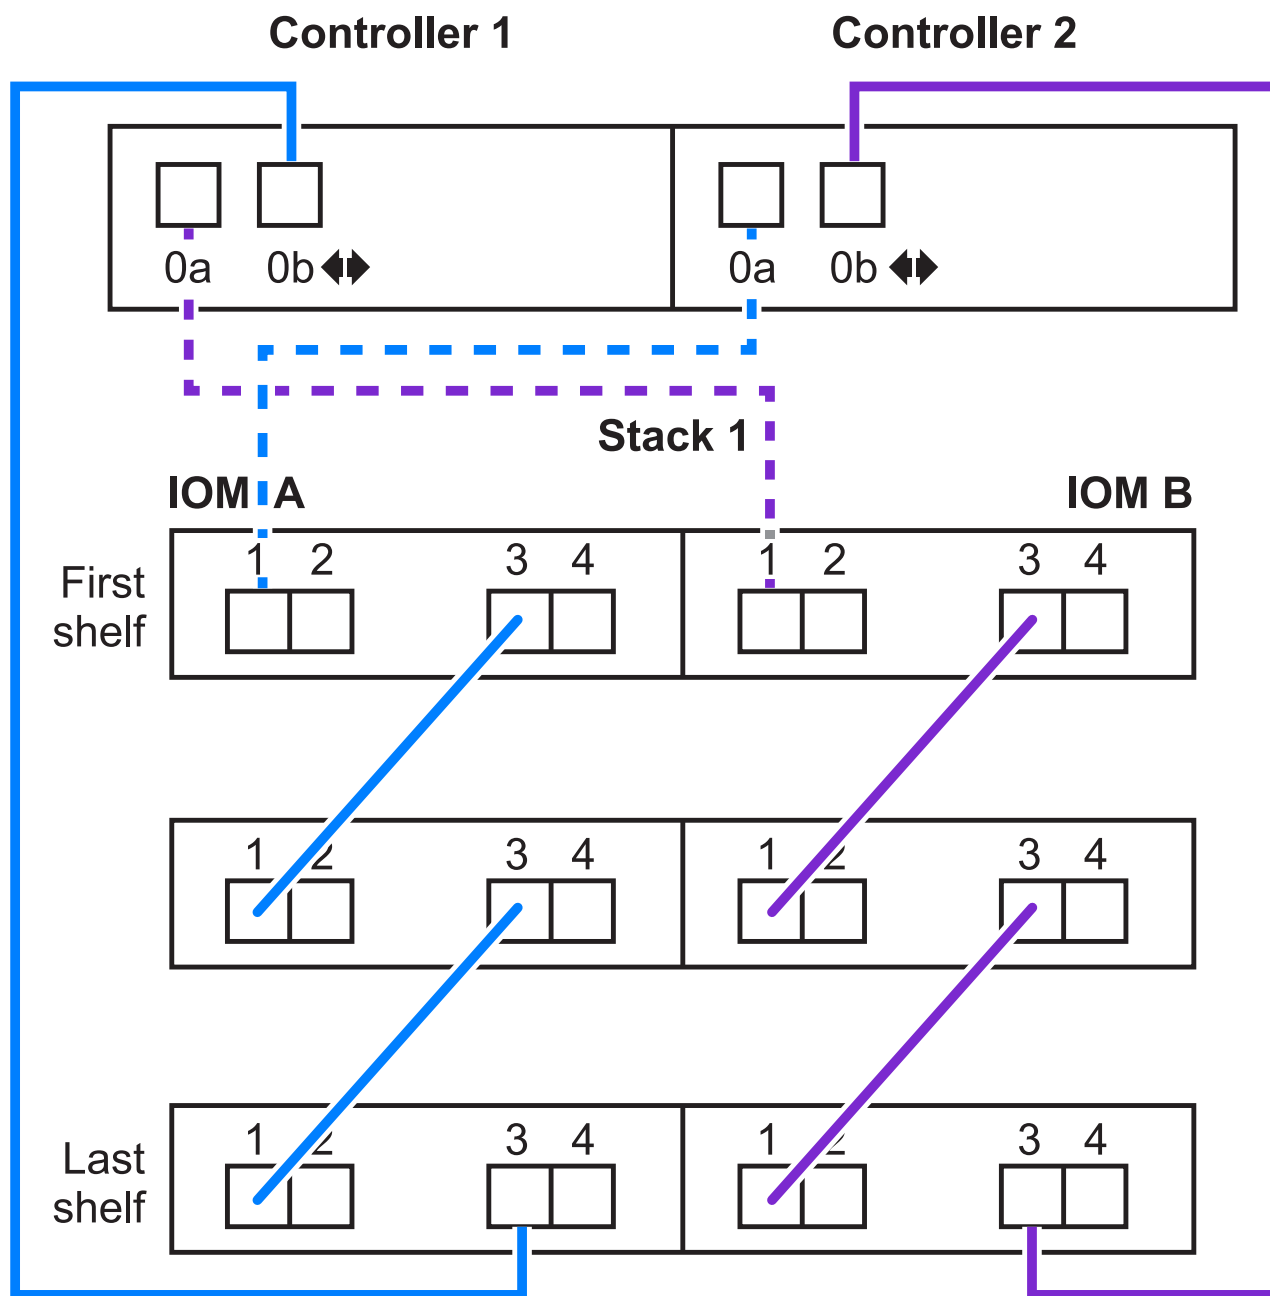 Controller 1 Controller 2
0a 0b 0a 0b
Stack 1
IOM A IOM B
First shelf
1 2 3 4 1 2 3 4
1 2 3 4 1 2 3 4
Last shelf
1 2 3 4 1 2 3 4